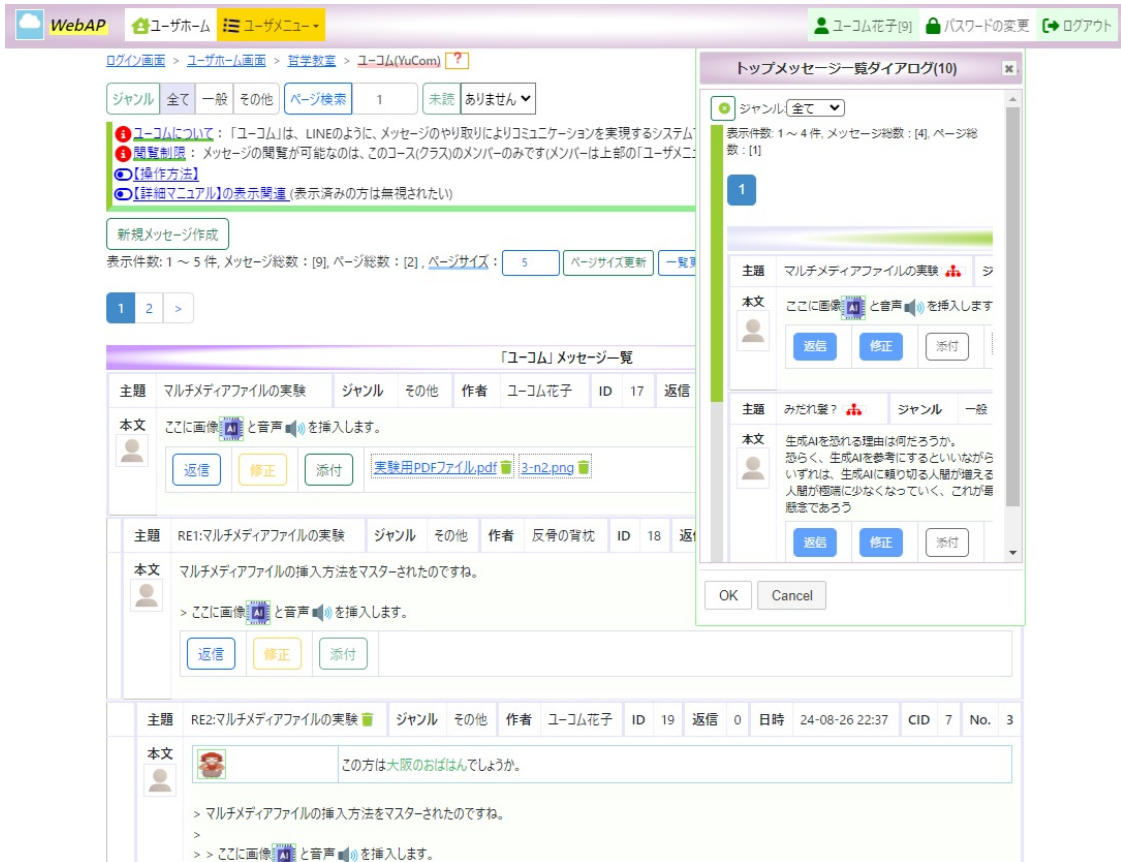 WebAP ユーザホーム ユーザメニュー ユーコム花子[9] パスワードの変更 ログアウト
ログイン画面 > ユーザホーム画面 > 哲学教室 > ユーコム(YuCom) ?
ジャンル 全て 一般 その他 ページ検索 1 未読 ありません
ユーコムについて : 「ユーコム」は、LINEのように、メッセージのやり取りによりコミュニケーションを実現するシステム
閲覧制限 : メッセージの閲覧が可能なのは、このコース(クラス)のメンバーのみです(メンバーは上部の「ユーザメニ
【操作方法】
【詳細マニュアル】の表示関連 (表示済みの方は無視されたい)
新規メッセージ作成
表示件数: 1 ～ 5 件, メッセージ総数 : [9], ページ総数 : [2] , ページサイズ : 5 ページサイズ更新 一覧
1 2 >
「ユーコム」メッセージ一覧
主題 マルチメディアファイルの実験 ジャンル その他 作者 ユーコム花子 ID 17 返信
本文 ここに画像 AI と音声 を挿入します。
返信 修正 添付 実験用PDFファイル.pdf 3-n2.png
主題 RE1:マルチメディアファイルの実験 ジャンル その他 作者 反骨の背枕 ID 18 返
本文 マルチメディアファイルの挿入方法をマスターされたのですね。
> ここに画像 AI と音声 を挿入します。
返信 修正 添付
主題 RE2:マルチメディアファイルの実験 ジャンル その他 作者 ユーコム花子 ID 19 返信 0 日時 24-08-26 22:37 CID 7 No. 3
本文 この方は大阪のおばはんでしょうか。
> マルチメディアファイルの挿入方法をマスターされたのですね。
>
> > ここに画像 AI と音声 を挿入します。
トップメッセージ一覧ダイアログ(10)
ジャンル: 全て
表示件数: 1 ～ 4 件, メッセージ総数 : [4], ページ総
数 : [1]
1
主題 マルチメディアファイルの実験 ジ
本文 ここに画像 AI と音声 を挿入します
返信 修正 添付
主題 みだれ髪? ジャンル 一般
本文 生成AIを恐れる理由は何だろうか。
恐らく、生成AIを参考にするといいながら
いずれは、生成AIに頼り切る人間が増える
人間が極端に少なくなっていく、これが最
懸念であろう
返信 修正 添付
OK Cancel